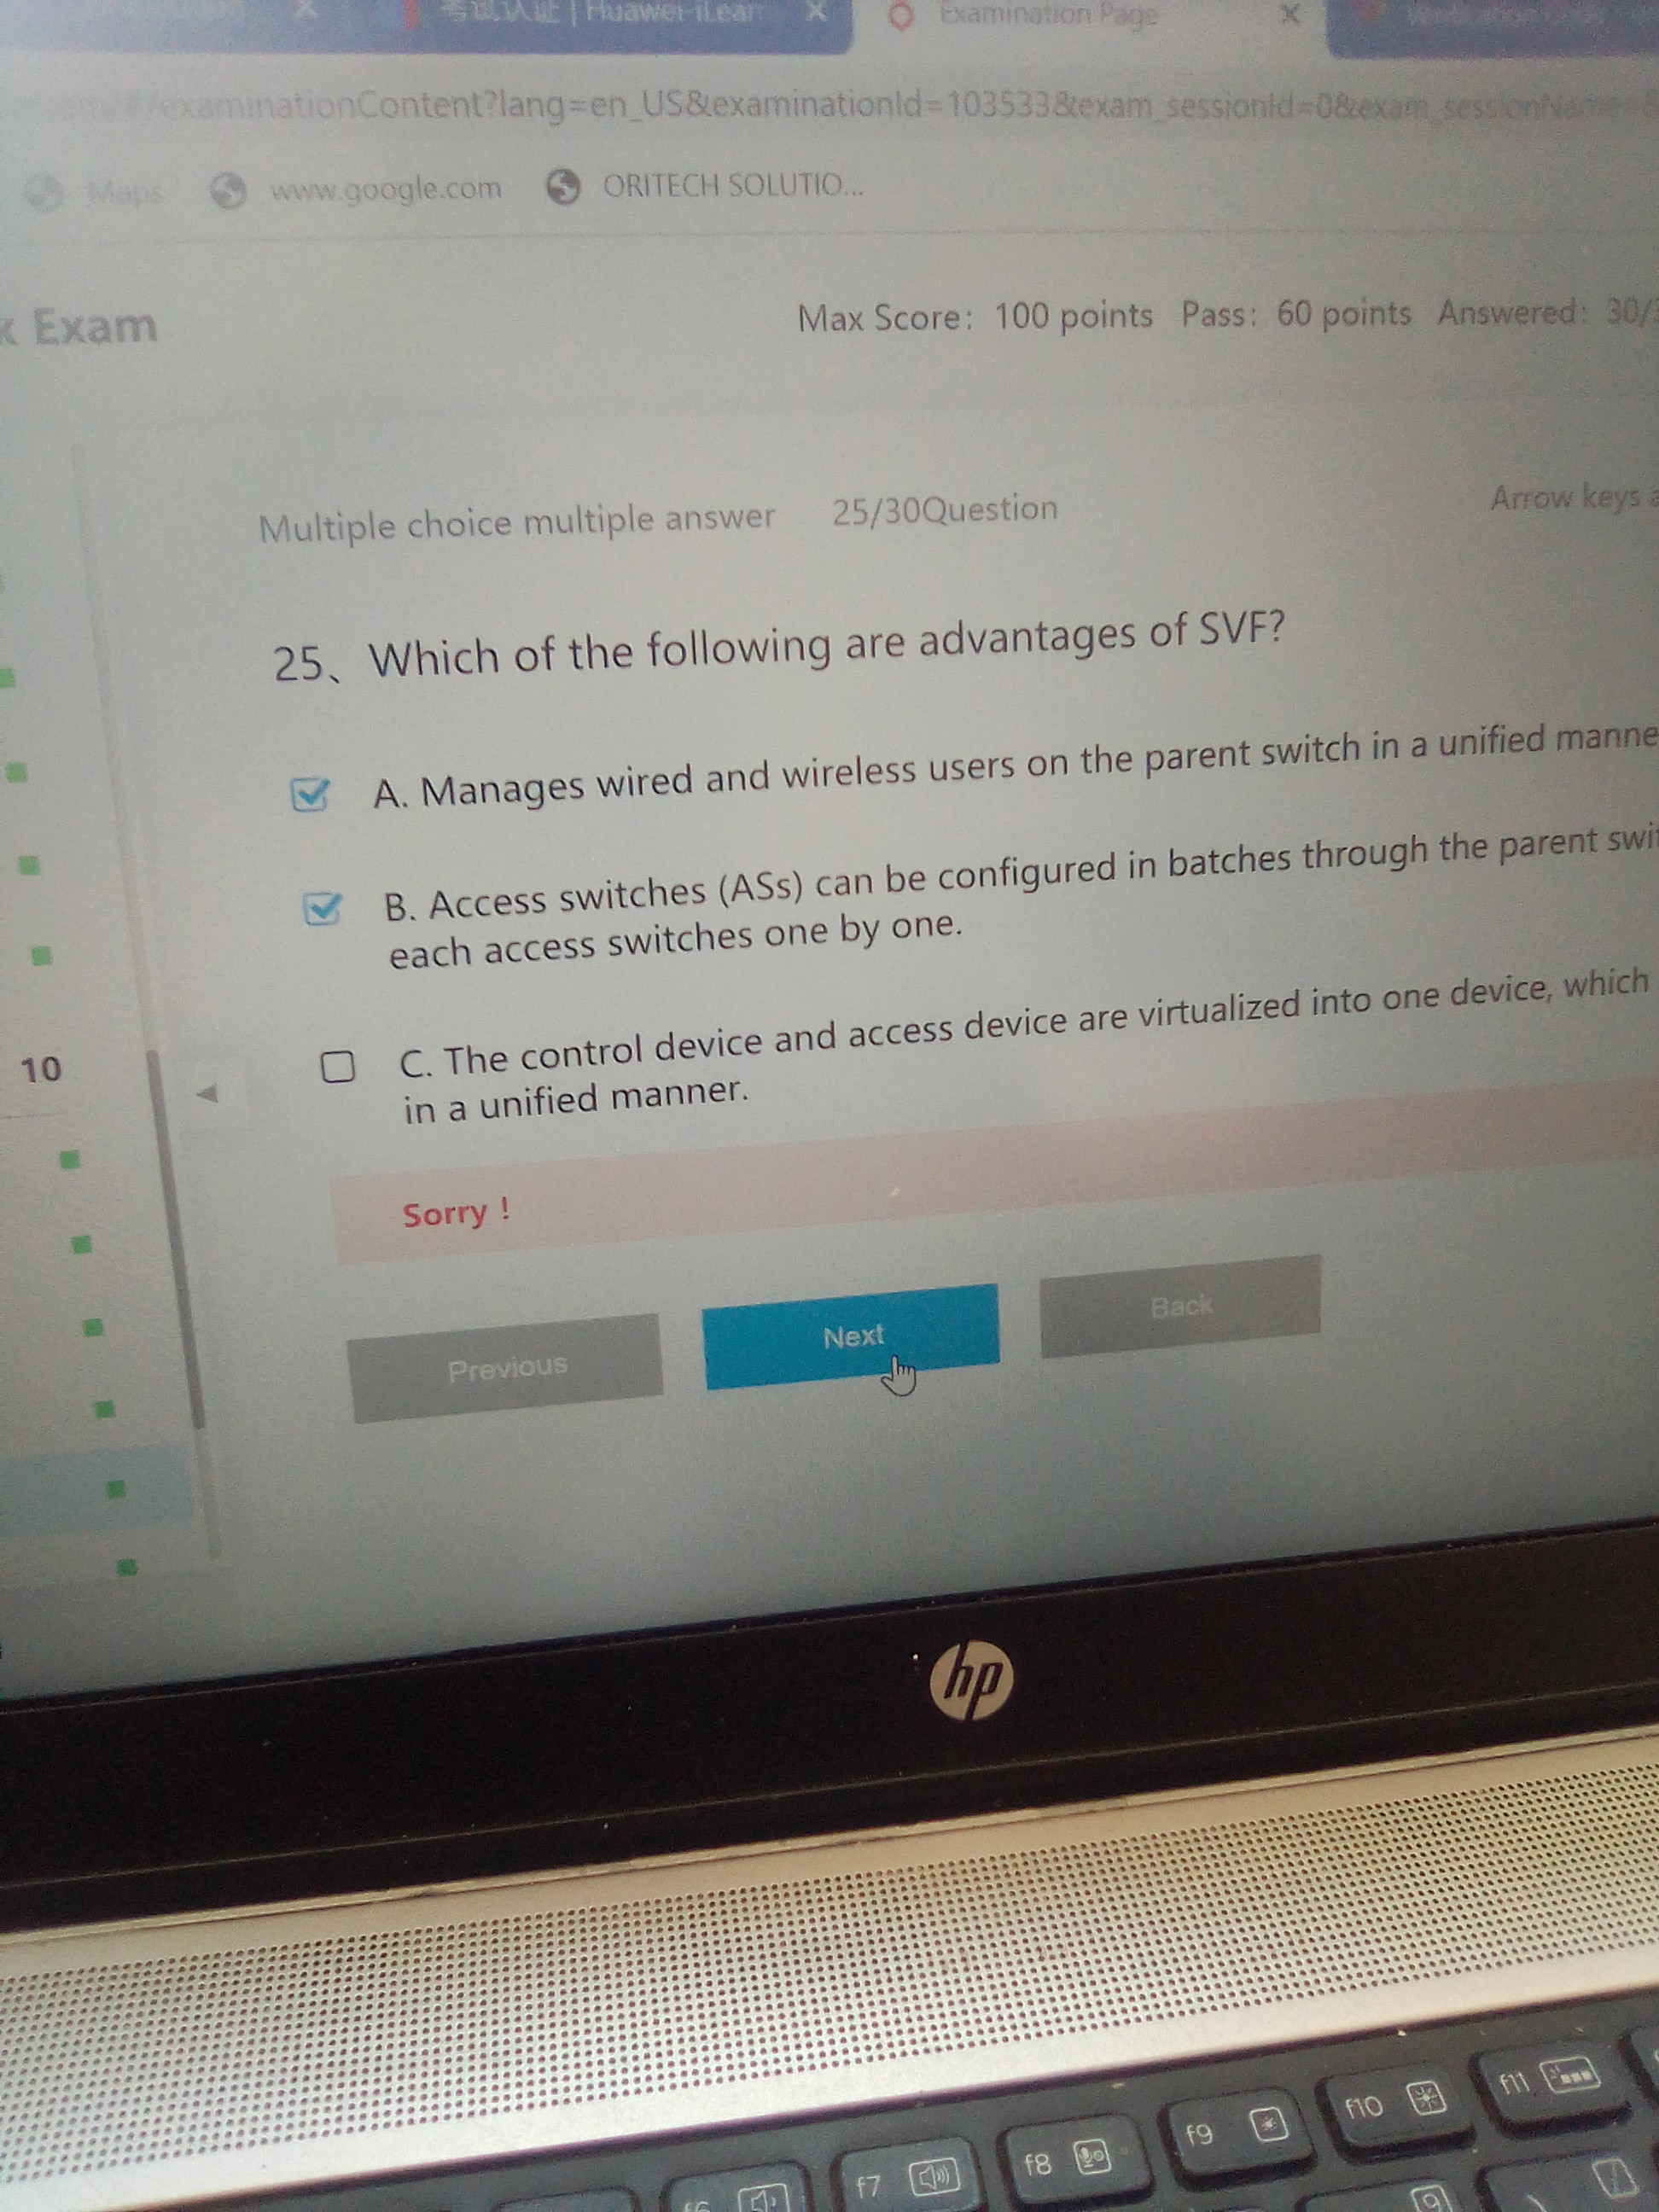 考试认证 | Huawei iLear
Examination Page
examinationContent?lang=en_US&examinationId=103533&exam_sessionId=0&exam_sessionName=
Maps
www.google.com
ORITECH SOLUTIO...
Exam
Max Score: 100 points Pass: 60 points Answered: 30/
Multiple choice multiple answer 25/30Question
Arrow keys
25、Which of the following are advantages of SVF?
A. Manages wired and wireless users on the parent switch in a unified manne
B. Access switches (ASs) can be configured in batches through the parent swi
each access switches one by one.
C. The control device and access device are virtualized into one device, which
in a unified manner.
10
Sorry !
Previous
Next
Back
hp
f6
f7
f8
f9
f10
f11
9